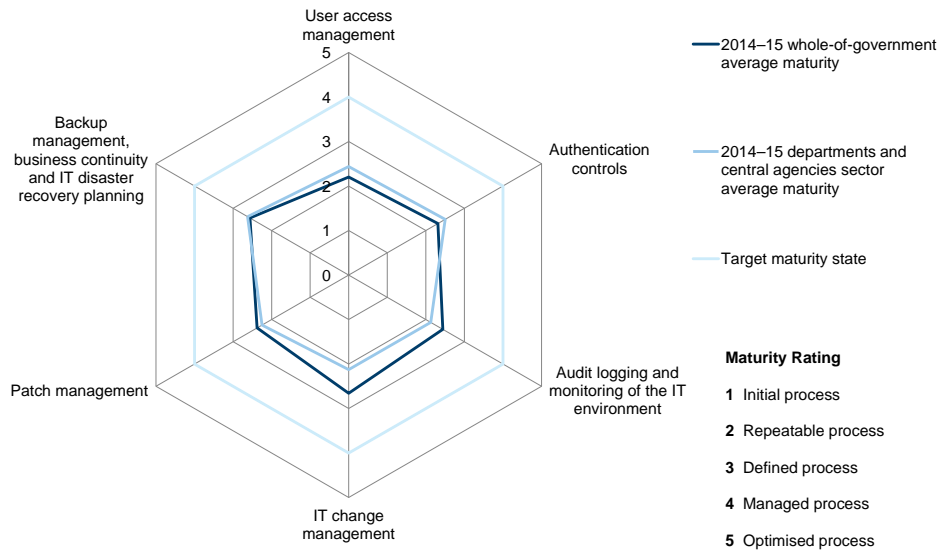 User access
management
5
4
3
2
1
0
Authentication
controls
Audit logging and
monitoring of the IT
environment
IT change
management
Patch management
Backup
management,
business continuity
and IT disaster
recovery planning
2014–15 whole-of-government
average maturity
2014–15 departments and
central agencies sector
average maturity
Target maturity state
Maturity Rating
1 Initial process
2 Repeatable process
3 Defined process
4 Managed process
5 Optimised process